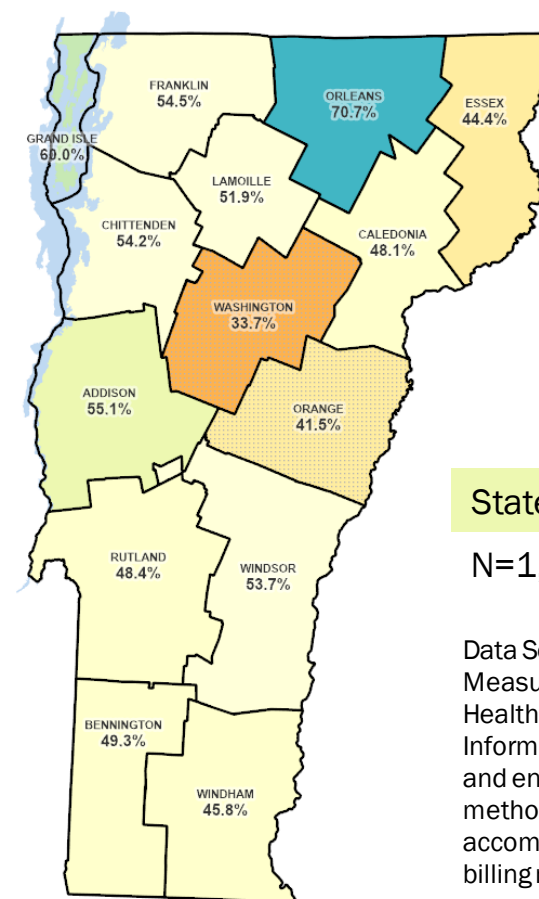 FRANKLIN
54.5%
ORLEANS
70.7%
ESSEX
44.4%
GRAND ISLE
60.0%
LAMOILLE
51.9%
CHITTENDEN
54.2%
CALEDONIA
48.1%
WASHINGTON
33.7%
ADDISON
55.1%
ORANGE
41.5%
RUTLAND
48.4%
WINDSOR
53.7%
BENNINGTON
49.3%
WINDHAM
45.8%
State
N=1
Data So
Measu
Health
Inform
and en
metho
accom
billing